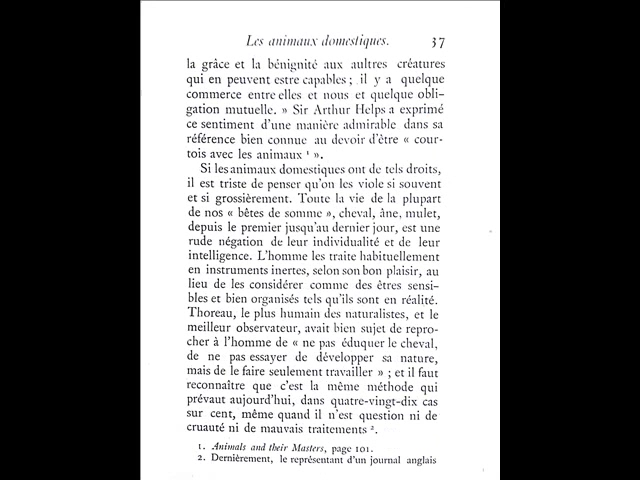 Les animaux domestiques. 37
la grâce et la bénignité aux aultres créatures
qui en peuvent estre capables ; il y a quelque
commerce entre elles et nous et quelque obli-
gation mutuelle. » Sir Arthur Helps a exprimé
ce sentiment d'une manière admirable dans sa
référence bien connue au devoir d'être « cour-
tois avec les animaux ¹ ».
Si les animaux domestiques ont de tels droits,
il est triste de penser qu'on les viole si souvent
et si grossièrement. Toute la vie de la plupart
de nos « bêtes de somme », cheval, âne, mulet,
depuis le premier jusqu'au dernier jour, est une
rude négation de leur individualité et de leur
intelligence. L'homme les traite habituellement
en instruments inertes, selon son bon plaisir, au
lieu de les considérer comme des êtres sensi-
bles et bien organisés tels qu'ils sont en réalité.
Thoreau, le plus humain des naturalistes, et le
meilleur observateur, avait bien sujet de repro-
cher à l'homme de « ne pas éduquer le cheval,
de ne pas essayer de développer sa nature,
mais de le faire seulement travailler » ; et il faut
reconnaître que c'est la même méthode qui
prévaut aujourd'hui, dans quatre-vingt-dix cas
sur cent, même quand il n'est question ni de
cruauté ni de mauvais traitements ².
1. Animals and their Masters, page 101.
2. Dernièrement, le représentant d'un journal anglais